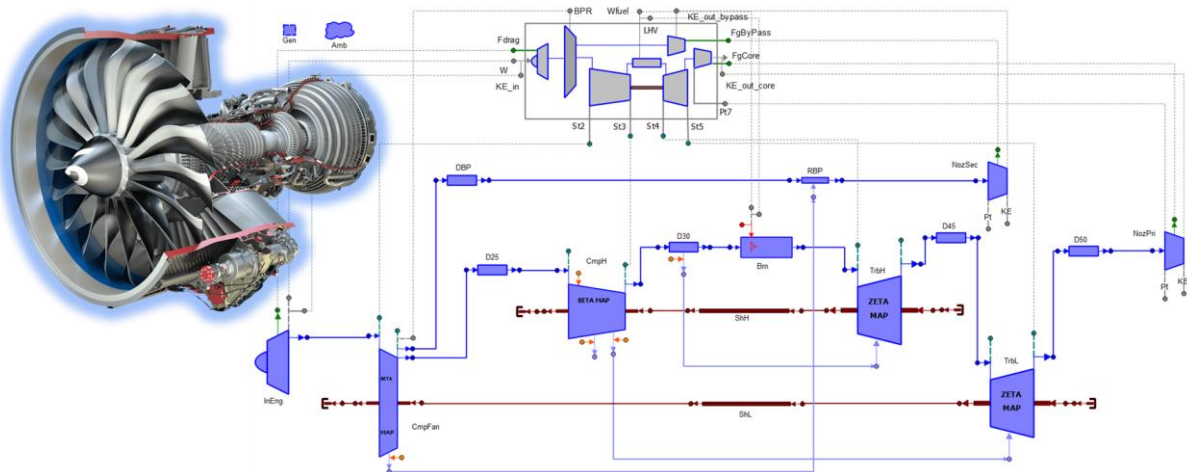 BPR
Wfuel
KE_out_bypass
LHV
Gen
Amb
Fdrag
FgByPass
FgCore
W
KE_in
KE_out_core
Pt7
St2
St3
St4
St5
DBP
RBP
NozSec
Pt
KE
D25
CmpH
D30
Brn
TrbH
D45
D50
NozPri
Pt
KE
BETA MAP
ZETA
MAP
ShH
InEng
BETA
MAP
CmpFan
ShL
TrbL
ZETA
MAP